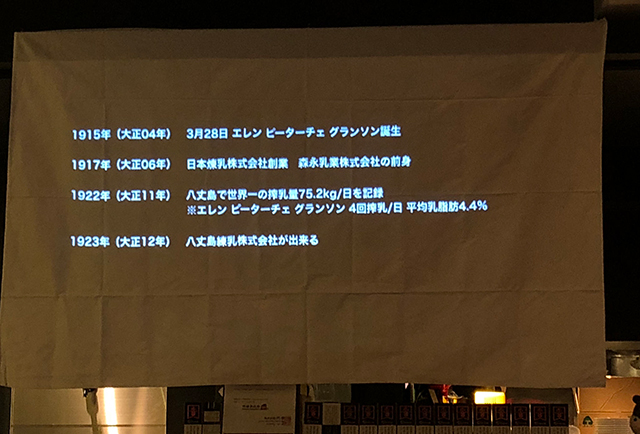 1915年（大正04年） 3月28日 エレン ピーターチェ グランソン誕生
1917年（大正06年） 日本煉乳株式会社創業 森永乳業株式会社の前身
1922年（大正11年） 八丈島で世界一の搾乳量75.2kg/日を記録
※エレン ピーターチェ グランソン 4回搾乳/日 平均乳脂肪4.4%
1923年（大正12年） 八丈島練乳株式会社が出来る